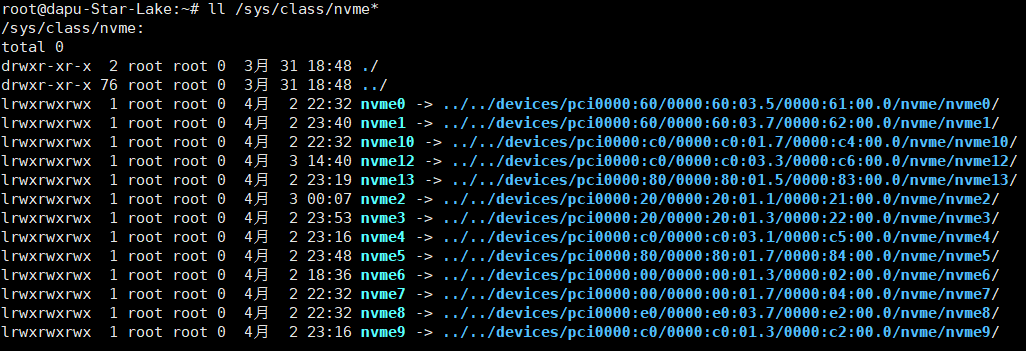 root@dapu-Star-Lake:~# ll /sys/class/nvme*
/sys/class/nvme:
total 0
drwxr-xr-x  2 root root 0  3月 31 18:48 ./
drwxr-xr-x 76 root root 0  3月 31 18:48 ../
lrwxrwxrwx  1 root root 0  4月  2 22:32 nvme0 -> ../../devices/pci0000:60/0000:60:03.5/0000:61:00.0/nvme/nvme0/
lrwxrwxrwx  1 root root 0  4月  2 23:40 nvme1 -> ../../devices/pci0000:60/0000:60:03.7/0000:62:00.0/nvme/nvme1/
lrwxrwxrwx  1 root root 0  4月  2 22:32 nvme10 -> ../../devices/pci0000:c0/0000:c0:01.7/0000:c4:00.0/nvme/nvme10/
lrwxrwxrwx  1 root root 0  4月  3 14:40 nvme12 -> ../../devices/pci0000:c0/0000:c0:03.3/0000:c6:00.0/nvme/nvme12/
lrwxrwxrwx  1 root root 0  4月  2 23:19 nvme13 -> ../../devices/pci0000:80/0000:80:01.5/0000:83:00.0/nvme/nvme13/
lrwxrwxrwx  1 root root 0  4月  3 00:07 nvme2 -> ../../devices/pci0000:20/0000:20:01.1/0000:21:00.0/nvme/nvme2/
lrwxrwxrwx  1 root root 0  4月  2 23:53 nvme3 -> ../../devices/pci0000:20/0000:20:01.3/0000:22:00.0/nvme/nvme3/
lrwxrwxrwx  1 root root 0  4月  2 23:16 nvme4 -> ../../devices/pci0000:c0/0000:c0:03.1/0000:c5:00.0/nvme/nvme4/
lrwxrwxrwx  1 root root 0  4月  2 23:48 nvme5 -> ../../devices/pci0000:80/0000:80:01.7/0000:84:00.0/nvme/nvme5/
lrwxrwxrwx  1 root root 0  4月  2 18:36 nvme6 -> ../../devices/pci0000:00/0000:00:01.3/0000:02:00.0/nvme/nvme6/
lrwxrwxrwx  1 root root 0  4月  2 22:32 nvme7 -> ../../devices/pci0000:00/0000:00:01.7/0000:04:00.0/nvme/nvme7/
lrwxrwxrwx  1 root root 0  4月  2 22:32 nvme8 -> ../../devices/pci0000:e0/0000:e0:03.7/0000:e2:00.0/nvme/nvme8/
lrwxrwxrwx  1 root root 0  4月  2 23:16 nvme9 -> ../../devices/pci0000:c0/0000:c0:01.3/0000:c2:00.0/nvme/nvme9/